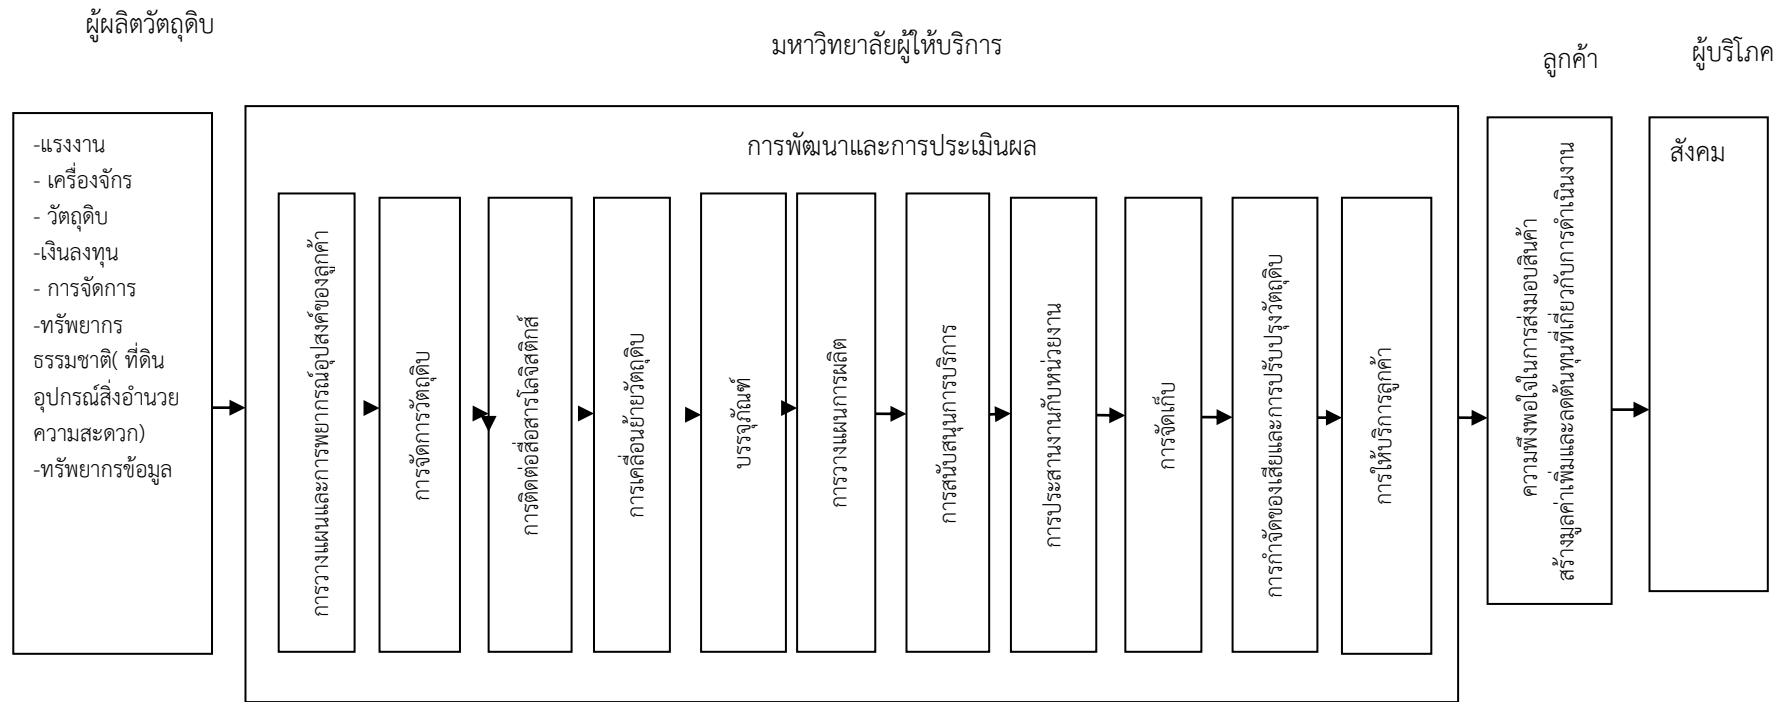 ผู้ผลิตวัตถุดิบ
มหาวิทยาลัยผู้ให้บริการ
ลูกค้า
ผู้บริโภค
-แรงงาน
- เครื่องจักร
- วัตถุดิบ
-เงินลงทุน
- การจัดการ
-ทรัพยากร
ธรรมชาติ( ที่ดิน
อุปกรณ์สิ่งอำนวย
ความสะดวก)
-ทรัพยากรข้อมูล
การพัฒนาและการประเมินผล
การวางแผนและการพยากรณ์อุปสงค์ของลูกค้า
การจัดการวัตถุดิบ
การติดต่อสื่อสารโลจิสติกส์
การเคลื่อนย้ายวัตถุดิบ
บรรจุภัณฑ์
การวางแผนการผลิต
การสนับสนุนการบริการ
การประสานงานกับหน่วยงาน
การจัดเก็บ
การกำจัดของเสียและการปรับปรุงวัตถุดิบ
การให้บริการลูกค้า
ความพึงพอใจในการส่งมอบสินค้า
สร้างมูลค่าเพิ่มและลดต้นทุนที่เกี่ยวกับการดำเนินงาน
สังคม